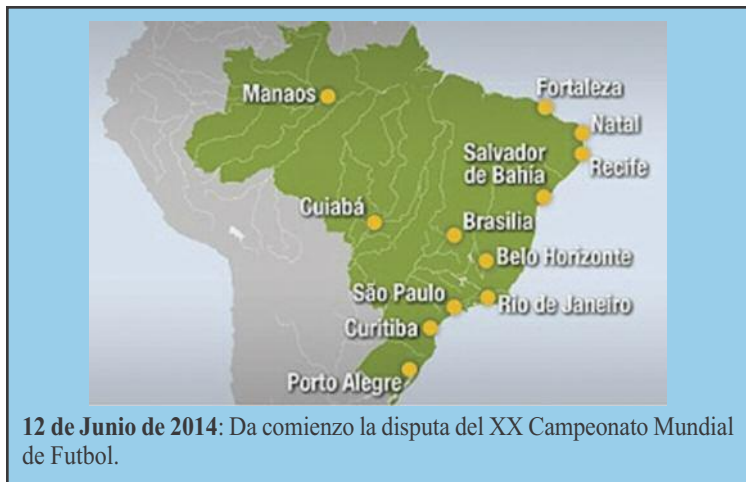 Manaos
Fortaleza
Natal
Recife
Salvador
de Bahía
Cuiabá
Brasilia
Belo Horizonte
São Paulo
Rio de Janeiro
Curitiba
Porto Alegre
12 de Junio de 2014: Da comienzo la disputa del XX Campeonato Mundial
de Futbol.